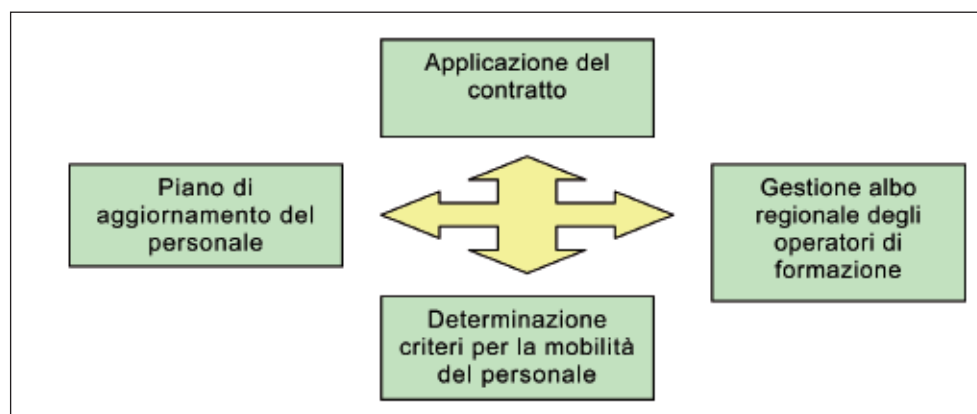 Applicazione del
contratto
Piano di
aggiornamento del
personale
Gestione albo
regionale degli
operatori di
formazione
Determinazione
criteri per la mobilità
del personale